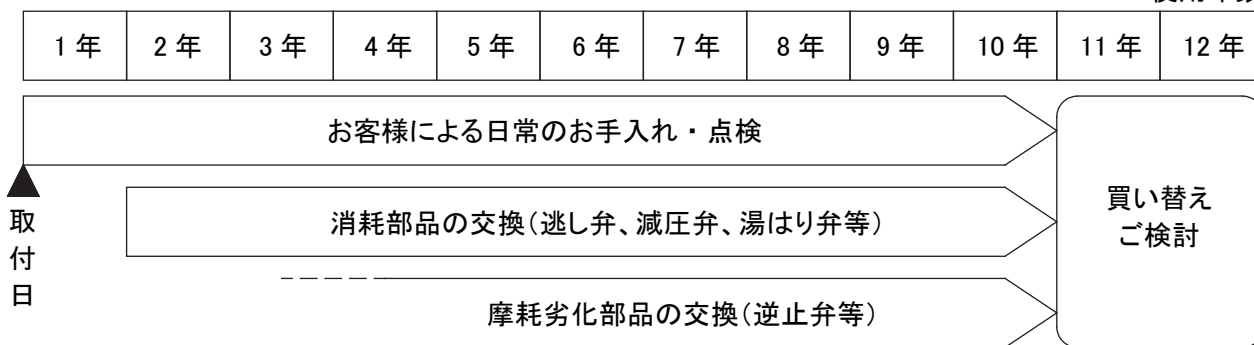 1年 2年 3年 4年 5年 6年 7年 8年 9年 10年 11年 12年
お客様による日常のお手入れ・点検
取付日
消耗部品の交換(逃し弁、減圧弁、湯はり弁等)
買い替え
ご検討
摩耗劣化部品の交換(逆止弁等)